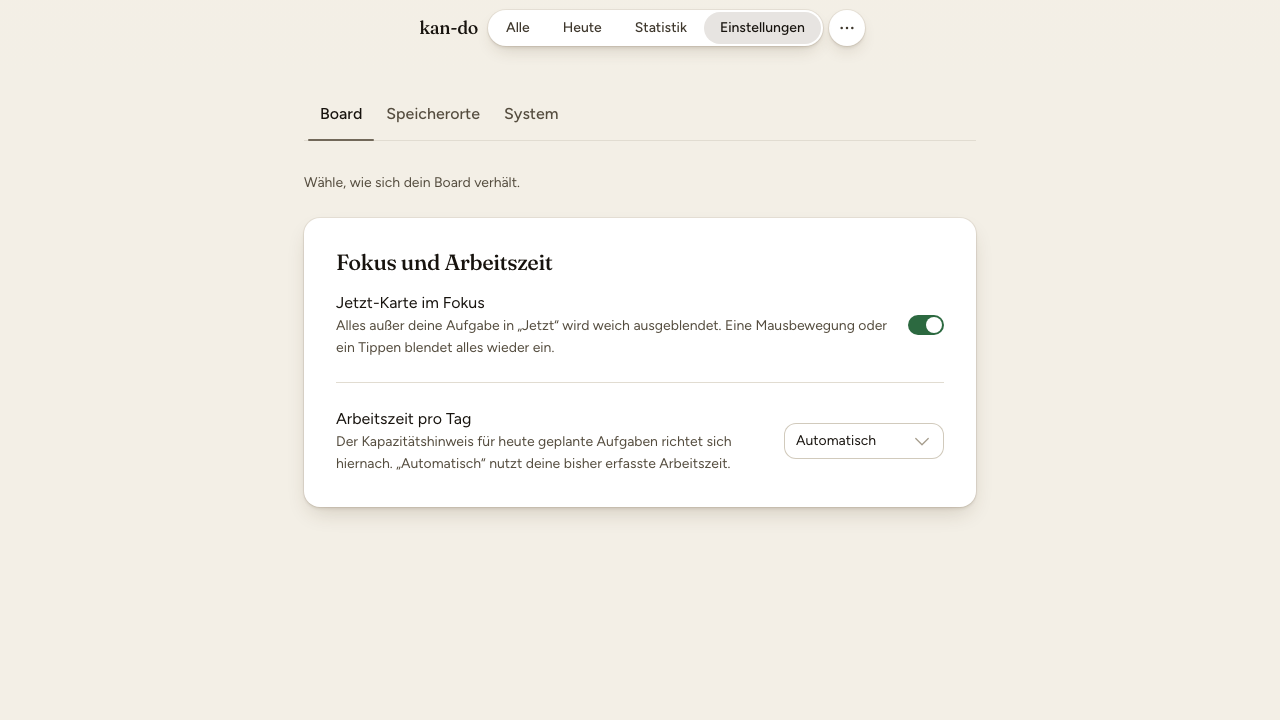 kan-do
Alle
Heute
Statistik
Einstellungen
Board
Speicherorte
System
Wähle, wie sich dein Board verhält.
Fokus und Arbeitszeit
Jetzt-Karte im Fokus
Alles außer deine Aufgabe in „Jetzt“ wird weich ausgeblendet. Eine Mausbewegung oder
ein Tippen blendet alles wieder ein.
Arbeitszeit pro Tag
Der Kapazitätshinweis für heute geplante Aufgaben richtet sich
hiernach. „Automatisch“ nutzt deine bisher erfasste Arbeitszeit.
Automatisch